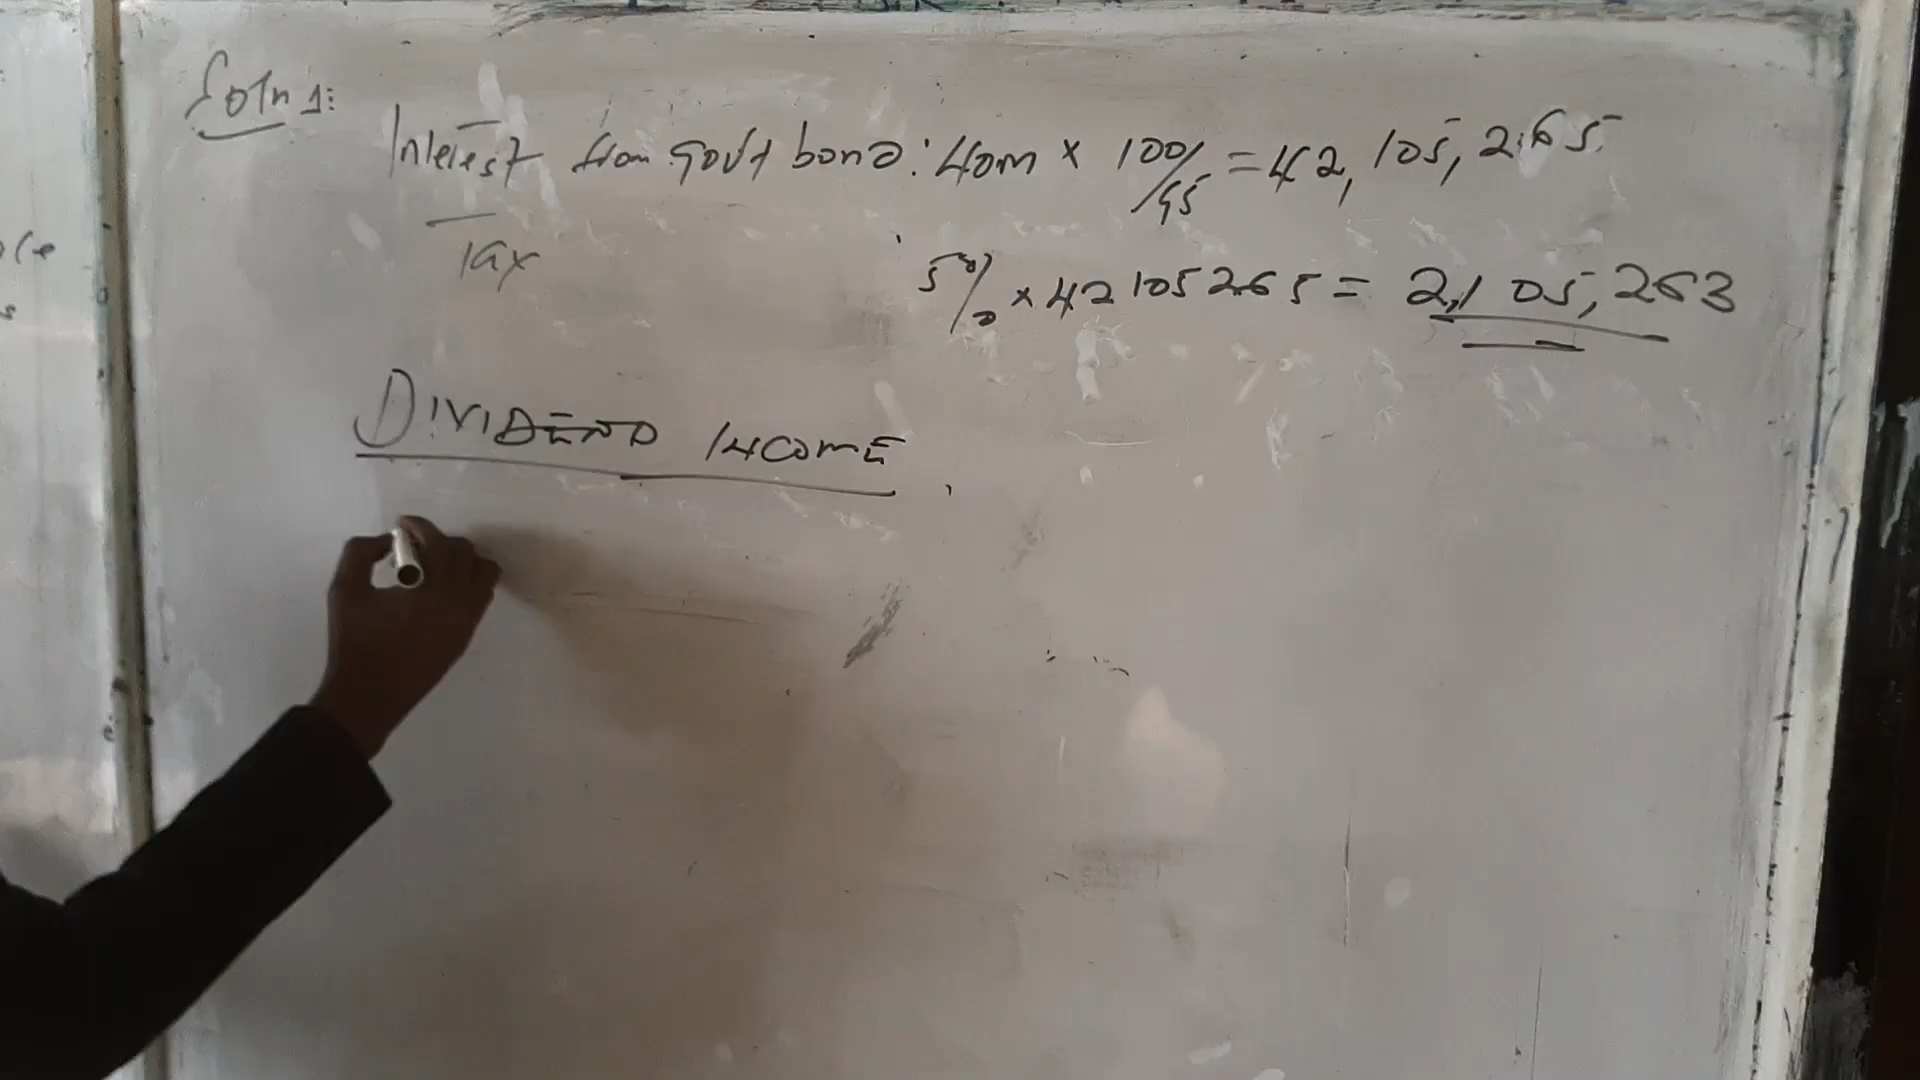 Soln 1:
Interest from Govt bond: 40m × 100/95 = 42,105,265
Tax 5% × 42105265 = 2,105,263
DIVIDEND INCOME